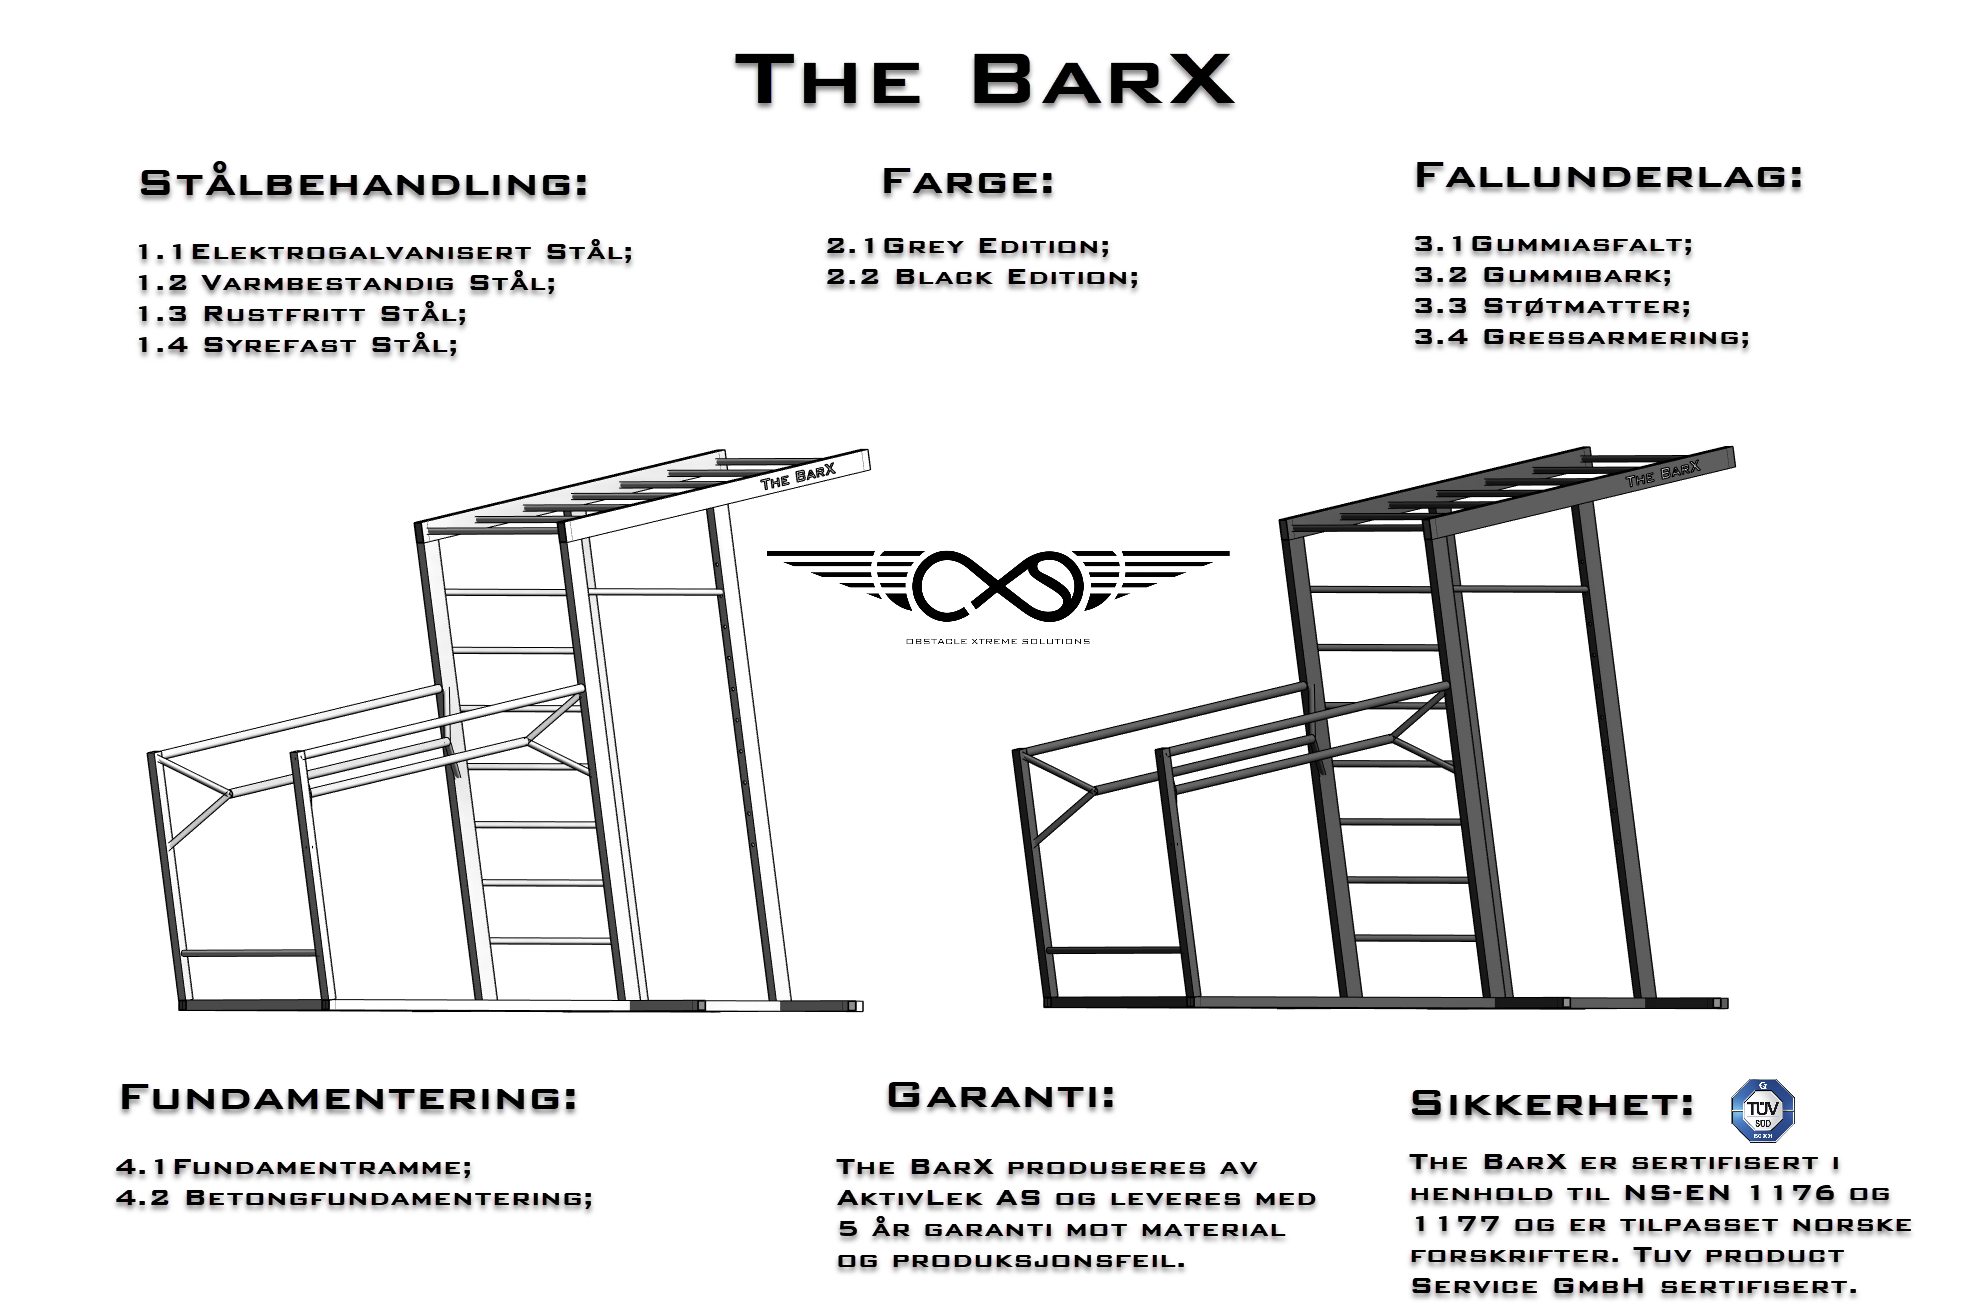 The BarX
Stålbehandling:
1.1Elektrogalvanisert Stål;
1.2 Varmbestandig Stål;
1.3 Rustfritt Stål;
1.4 Syrefast Stål;
Farge:
2.1Grey Edition;
2.2 Black Edition;
Fallunderlag:
3.1Gummiasfalt;
3.2 Gummibark;
3.3 Støtmatter;
3.4 Gressarmering;
The BarX
The BarX
OBSTACLE XTREME SOLUTIONS
Fundamentering:
4.1Fundamentramme;
4.2 Betongfundamentering;
Garanti:
The BarX produseres av
AktivLek AS og leveres med
5 år garanti mot material
og produksjonsfeil.
Sikkerhet:
TÜV
SÜD
The BarX er sertifisert i
henhold til NS-EN 1176 og
1177 og er tilpasset norske
forskrifter. Tuv product
Service GmbH sertifisert.